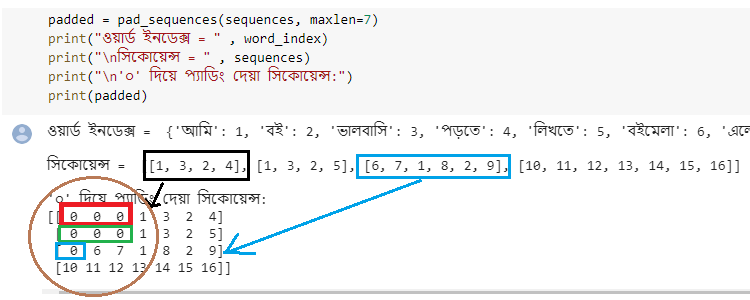 padded = pad_sequences(sequences, maxlen=7)
print("ওয়ার্ড ইনডেক্স = " , word_index)
print("\nসিকোয়েন্স = " , sequences)
print("\n'০' দিয়ে প্যাডিং দেয়া সিকোয়েন্স:")
print(padded)
ওয়ার্ড ইনডেক্স = {'আমি': 1, 'বই': 2, 'ভালবাসি': 3, 'পড়তে': 4, 'লিখতে': 5, 'বইমেলা': 6,
সিকোয়েন্স = [1, 3, 2, 4], [1, 3, 2, 5], [6, 7, 1, 8, 2, 9], [10, 11, 12, 13, 14, 15, 16]]
'০' দিয়ে প্যাডিং দেয়া সিকোয়েন্স:
[[ 0 0 0 1 3 2 4]
0 0 0 1 3 2 5]
0 6 7 1 8 2 9]
[10 11 12 13 14 15 16]]